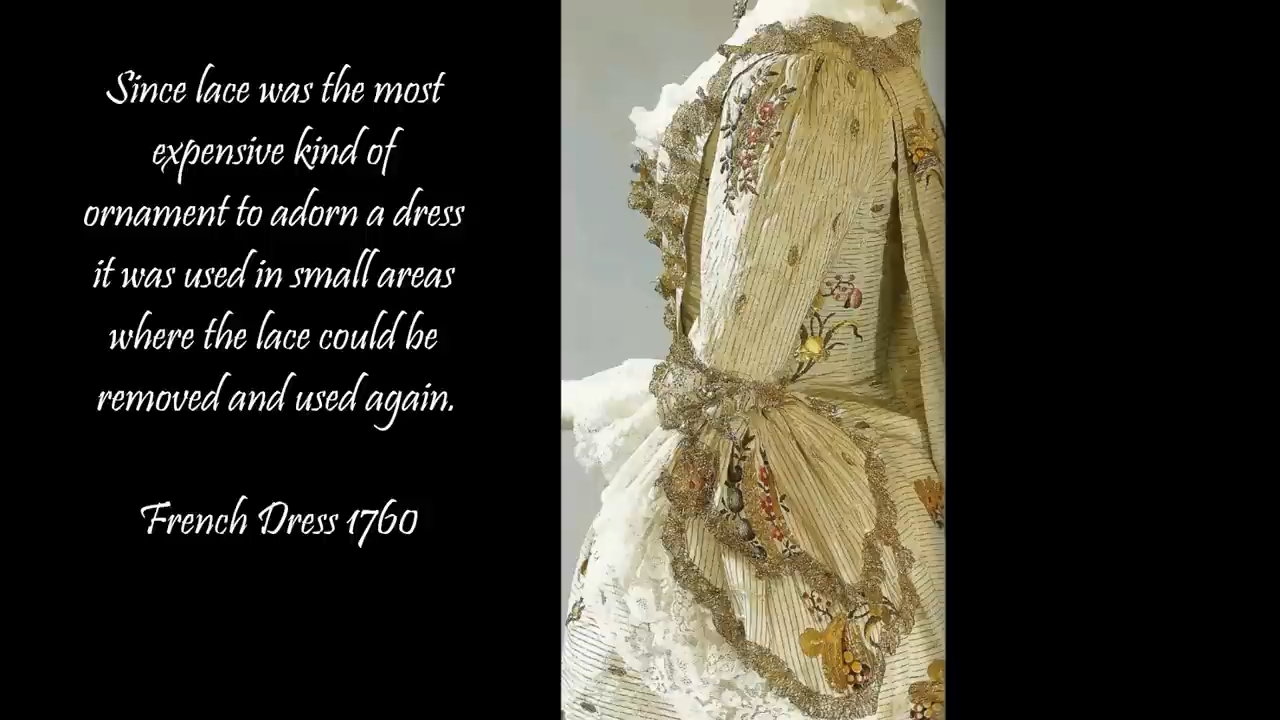 Since lace was the most
expensive kind of
ornament to adorn a dress
it was used in small areas
where the lace could be
removed and used again.
French Dress 1760